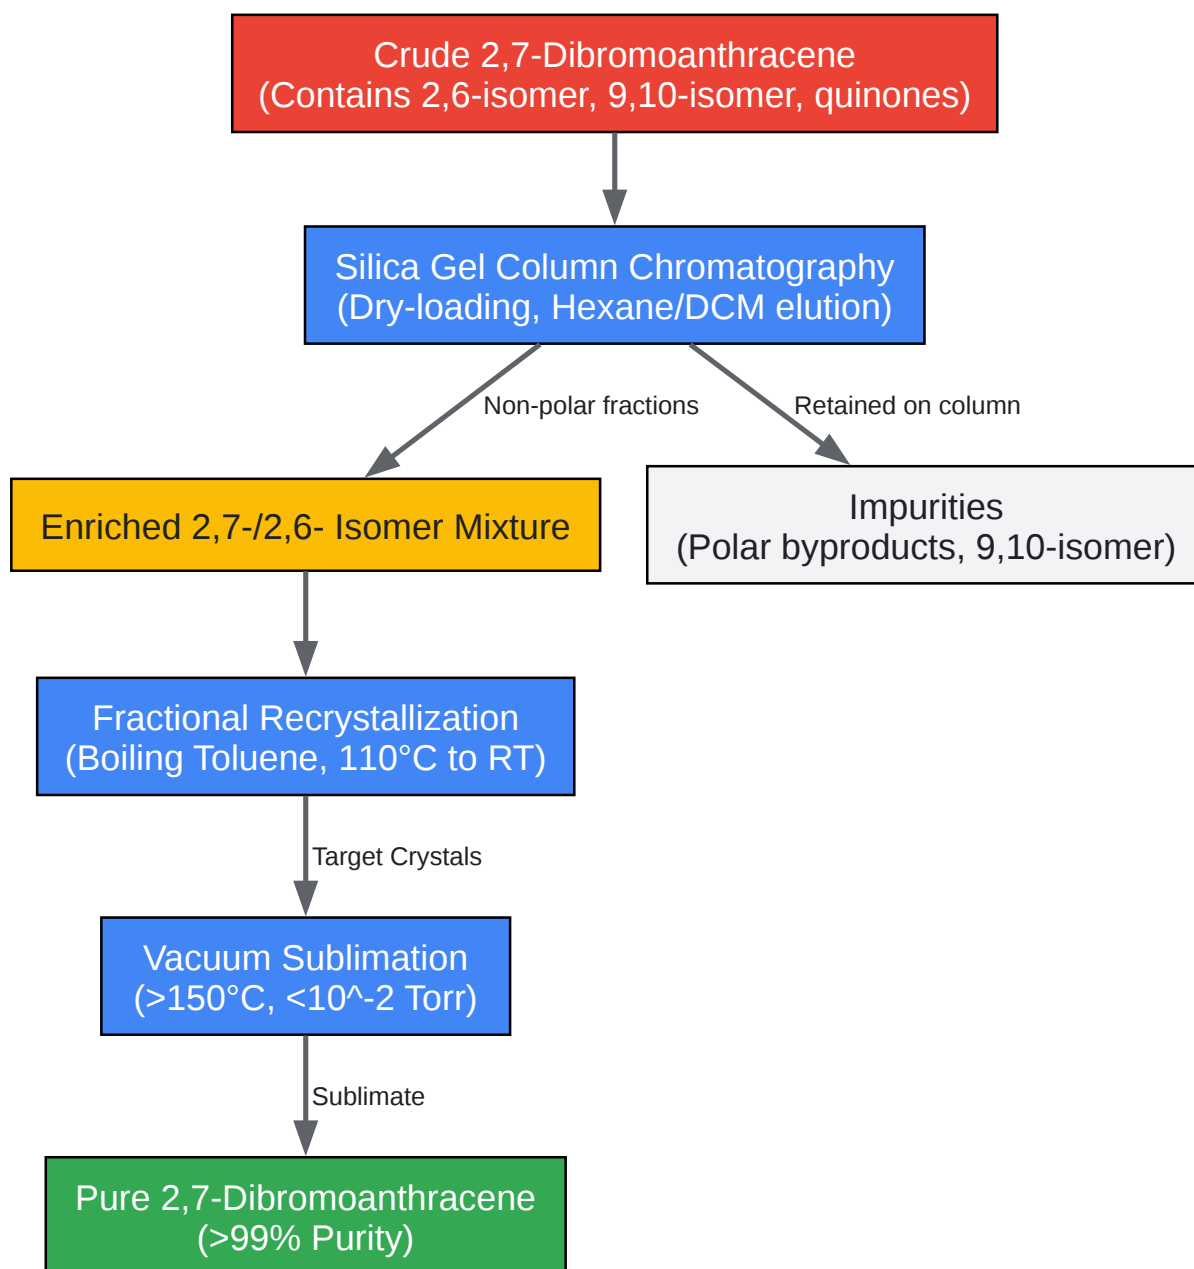 Crude 2,7-Dibromoanthracene
(Contains 2,6-isomer, 9,10-isomer, quinones)
Silica Gel Column Chromatography
(Dry-loading, Hexane/DCM elution)
Non-polar fractions
Retained on column
Enriched 2,7-/2,6- Isomer Mixture
Impurities
(Polar byproducts, 9,10-isomer)
Fractional Recrystallization
(Boiling Toluene, 110°C to RT)
Target Crystals
Vacuum Sublimation
(>150°C, <10^-2 Torr)
Sublimate
Pure 2,7-Dibromoanthracene
(>99% Purity)